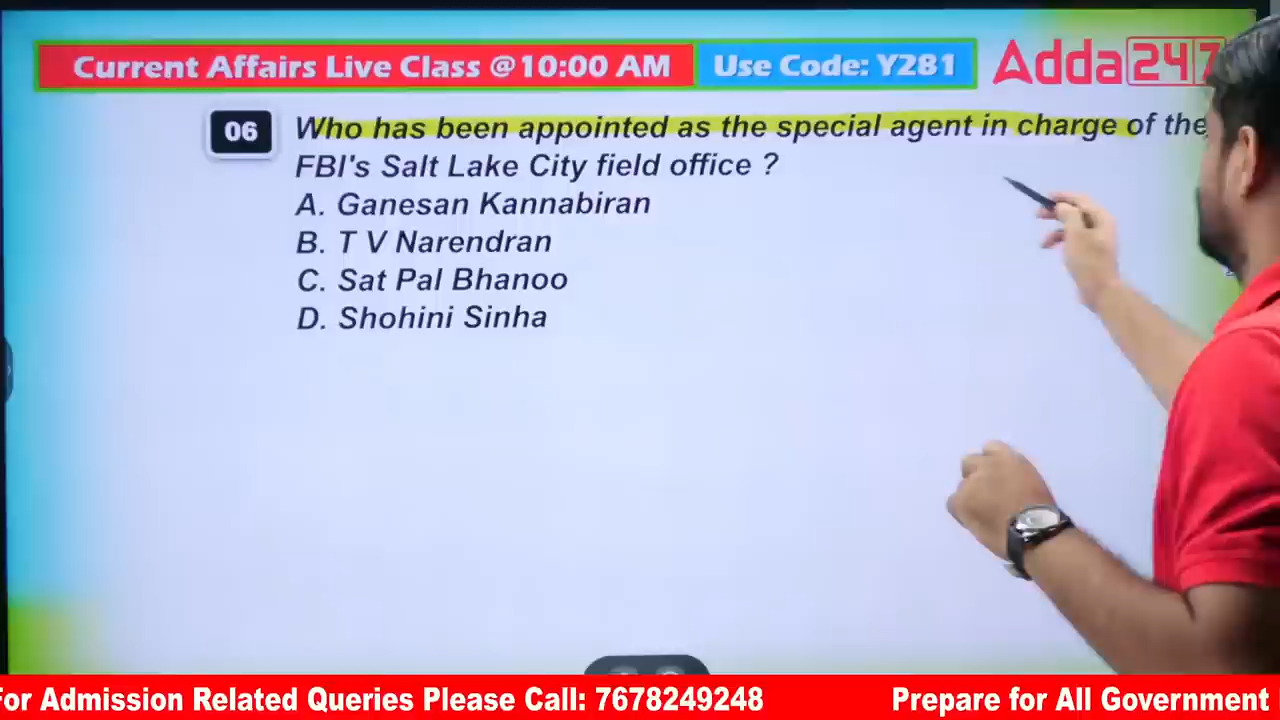 Current Affairs Live Class @10:00 AM
Use Code: Y281
Adda247
06
Who has been appointed as the special agent in charge of the
FBI's Salt Lake City field office ?
A. Ganesan Kannabiran
B. T V Narendran
C. Sat Pal Bhanoo
D. Shohini Sinha
For Admission Related Queries Please Call: 7678249248
Prepare for All Government